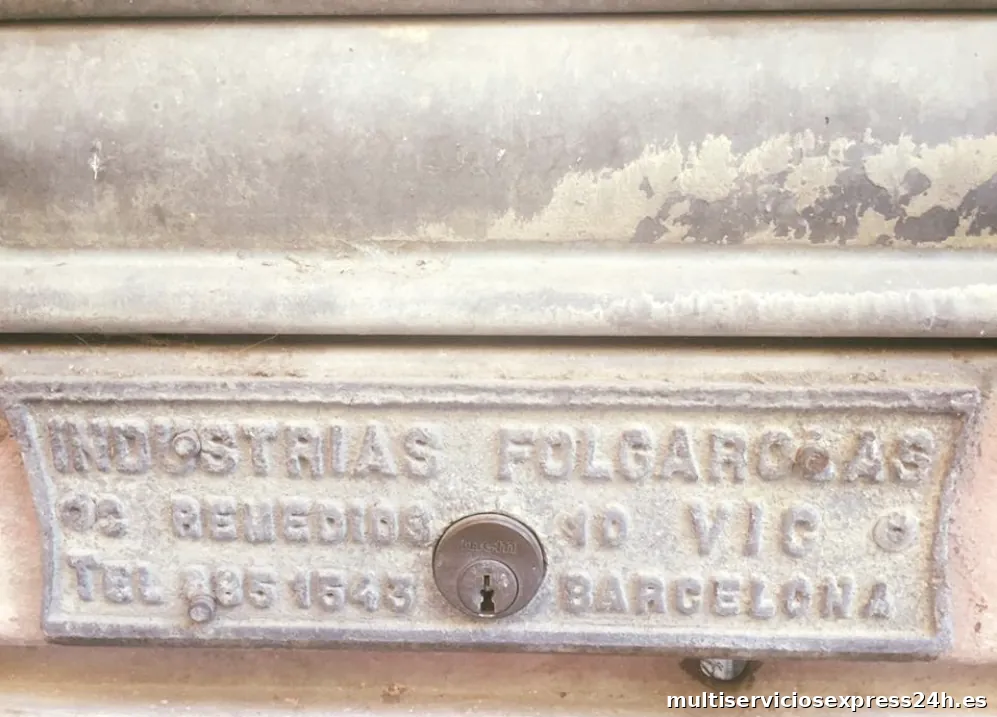 INDUSTRIAS FOLGAROLAS
REMEDIOS 10 VIC
TEL 885 1543 BARCELONA
multiserviciosexpress24h.es